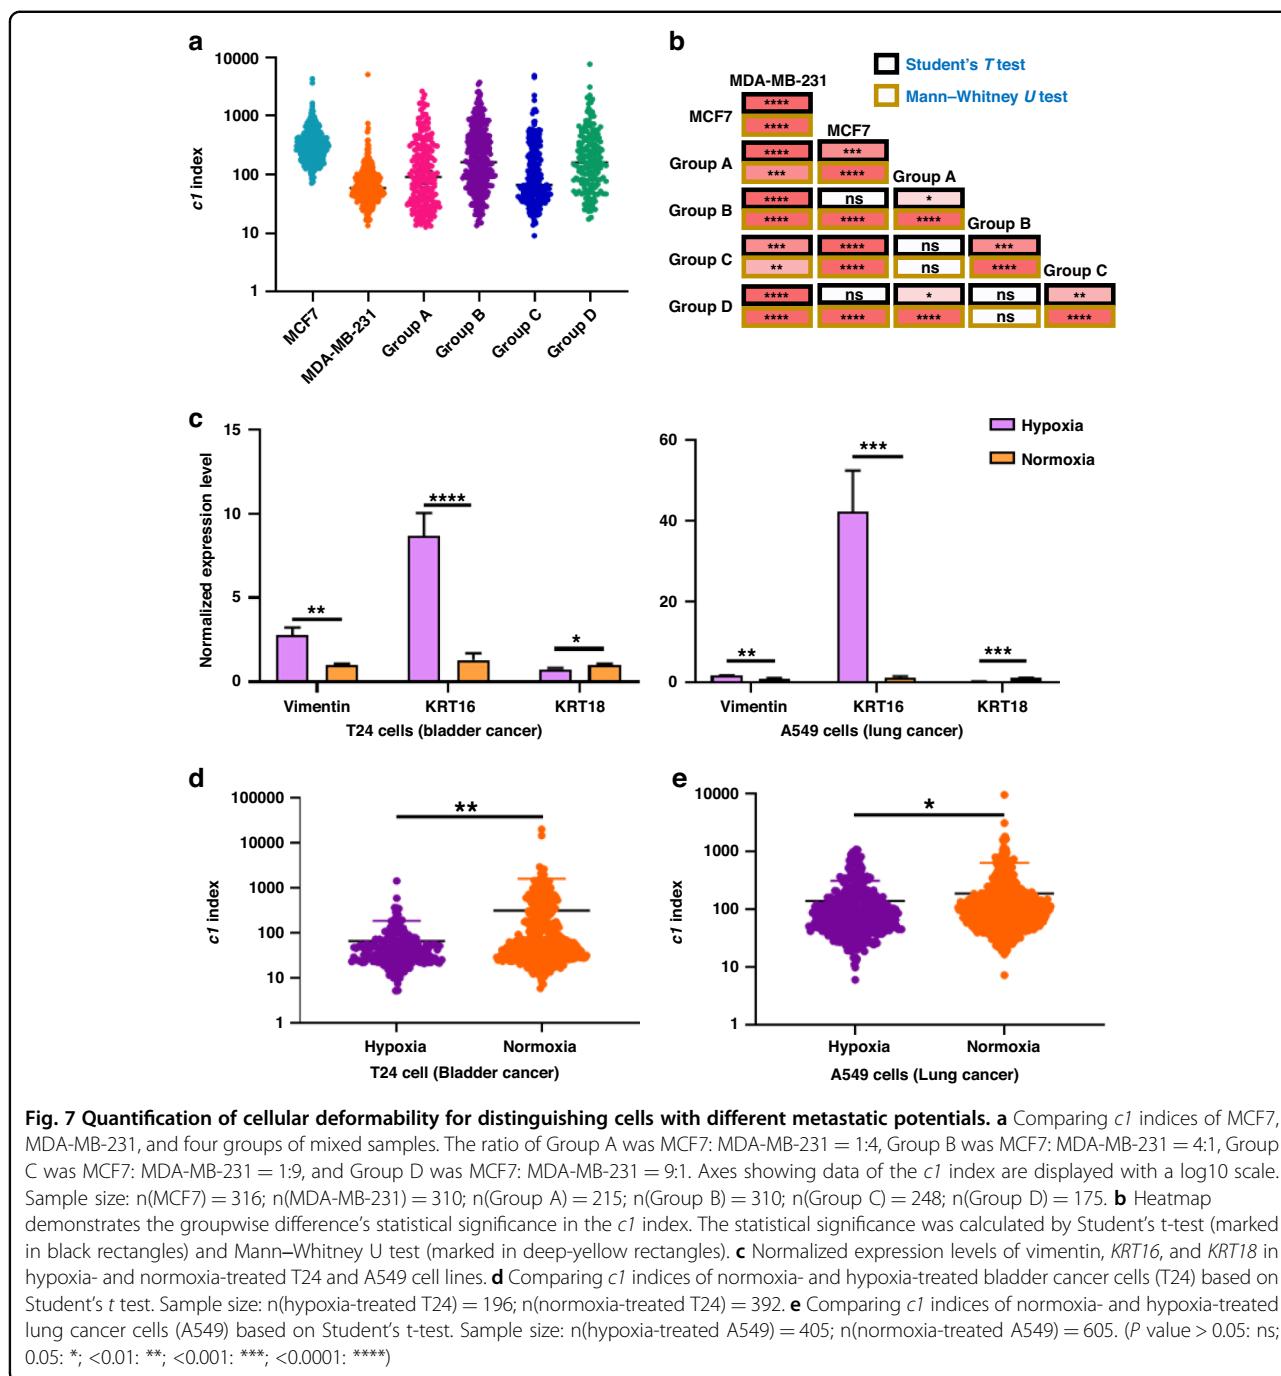 a
10000
1000
100
10
1
c1 index
MCF7
MDA-MB-231
Group A
Group B
Group C
Group D
b
Student's T test
Mann–Whitney U test
MDA-MB-231
MCF7
****
****
MCF7
Group A
****
***
***
****
Group A
Group B
****
ns
*
****
****
****
Group B
Group C
***
****
ns
***
**
****
ns
****
Group C
Group D
****
ns
*
ns
**
****
****
****
ns
****
c
Normalized expression level
15
10
5
0
**
****
*
Vimentin
KRT16
KRT18
T24 cells (bladder cancer)
60
40
20
0
**
***
***
Vimentin
KRT16
KRT18
A549 cells (lung cancer)
Hypoxia
Normoxia
d
c1 index
100000
10000
1000
100
10
1
**
Hypoxia
Normoxia
T24 cell (Bladder cancer)
e
c1 index
10000
1000
100
10
1
*
Hypoxia
Normoxia
A549 cells (Lung cancer)
Fig. 7 Quantification of cellular deformability for distinguishing cells with different metastatic potentials. a Comparing c1 indices of MCF7,
MDA-MB-231, and four groups of mixed samples. The ratio of Group A was MCF7: MDA-MB-231 = 1:4, Group B was MCF7: MDA-MB-231 = 4:1, Group
C was MCF7: MDA-MB-231 = 1:9, and Group D was MCF7: MDA-MB-231 = 9:1. Axes showing data of the c1 index are displayed with a log10 scale.
Sample size: n(MCF7) = 316; n(MDA-MB-231) = 310; n(Group A) = 215; n(Group B) = 310; n(Group C) = 248; n(Group D) = 175. b Heatmap
demonstrates the groupwise difference's statistical significance in the c1 index. The statistical significance was calculated by Student's t-test (marked
in black rectangles) and Mann–Whitney U test (marked in deep-yellow rectangles). c Normalized expression levels of vimentin, KRT16, and KRT18 in
hypoxia- and normoxia-treated T24 and A549 cell lines. d Comparing c1 indices of normoxia- and hypoxia-treated bladder cancer cells (T24) based on
Student's t test. Sample size: n(hypoxia-treated T24) = 196; n(normoxia-treated T24) = 392. e Comparing c1 indices of normoxia- and hypoxia-treated
lung cancer cells (A549) based on Student's t-test. Sample size: n(hypoxia-treated A549) = 405; n(normoxia-treated A549) = 605. (P value > 0.05: ns;
0.05: *; <0.01: **; <0.001: ***; <0.0001: ****)